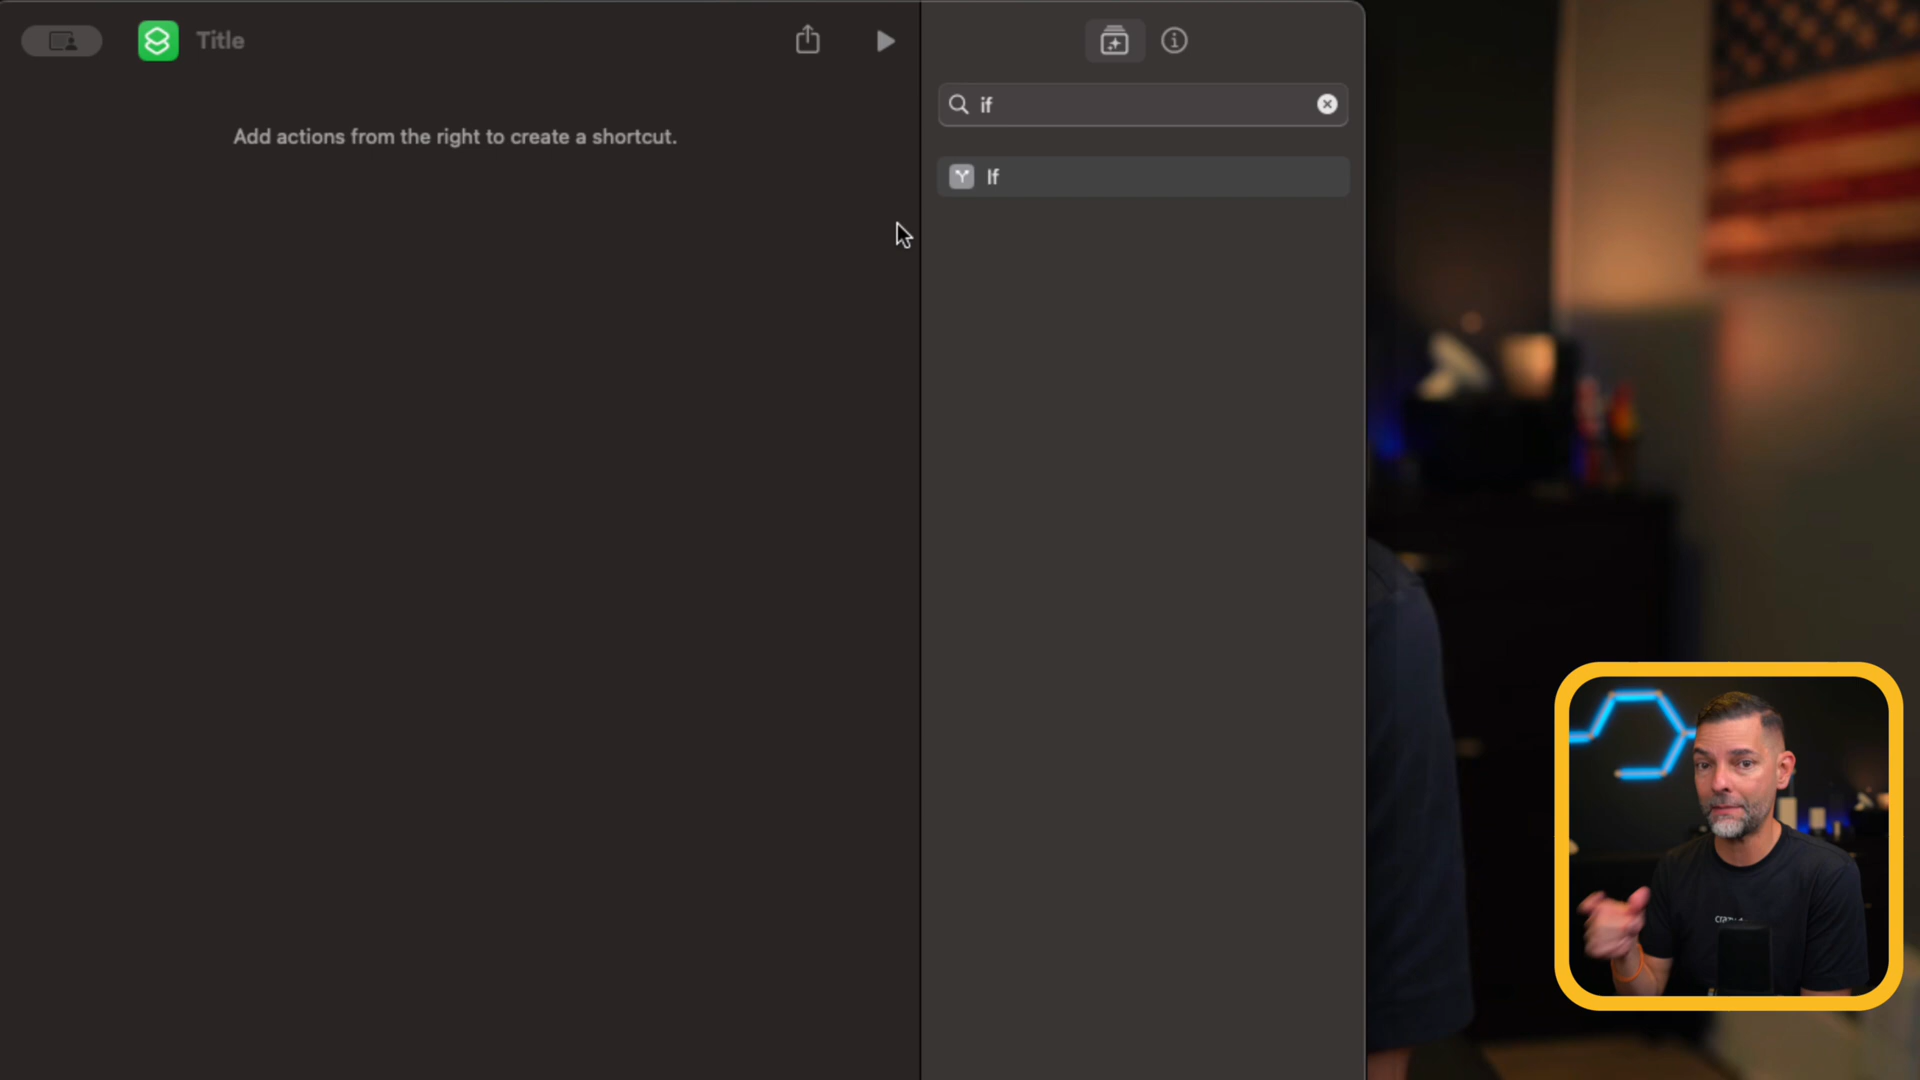 Title
Add actions from the right to create a shortcut.
if
If